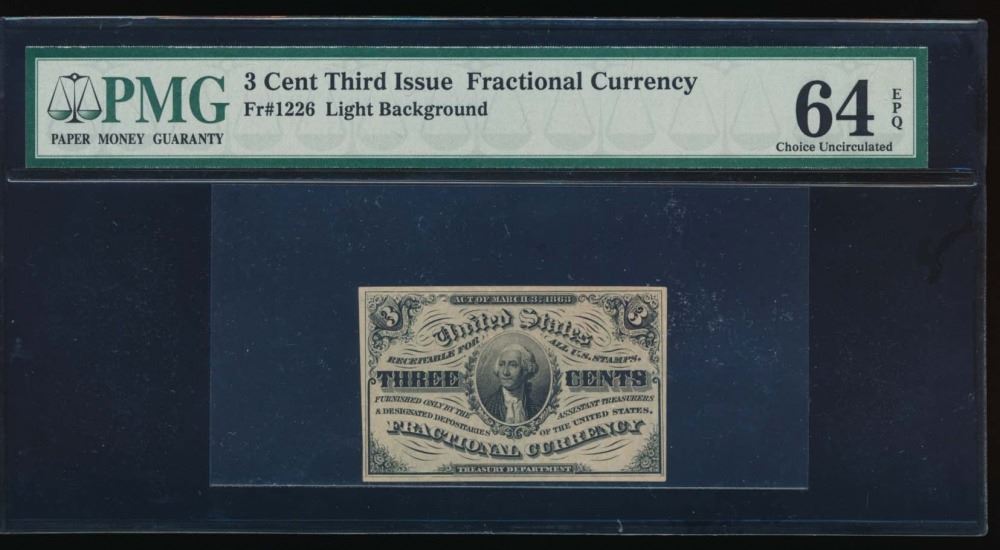 PMG
PAPER MONEY GUARANTY
3 Cent Third Issue Fractional Currency
Fr#1226 Light Background
64
EPQ
Choice Uncirculated
3
ACT OF MARCH 3; 1863
3
United States
RECEIVABLE FOR ALL U.S. STAMPS.
THREE CENTS
FURNISHED ONLY BY THE ASSISTANT TREASURERS
& DESIGNATED DEPOSITARIES OF THE UNITED STATES.
3C
FRACTIONAL CURRENCY
TREASURY DEPARTMENT